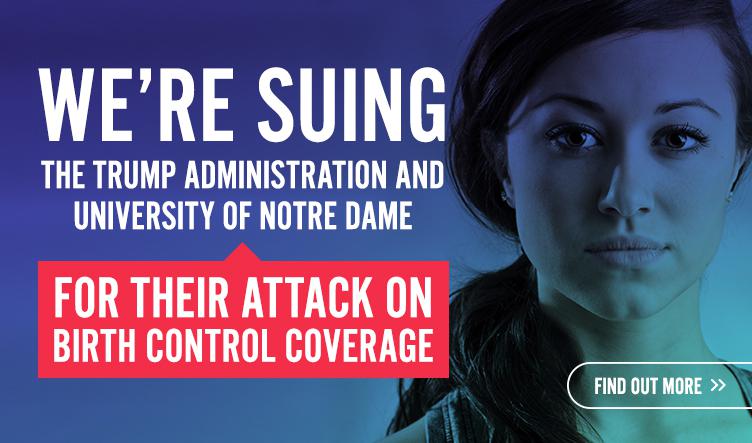 WE'RE SUING
THE TRUMP ADMINISTRATION AND
UNIVERSITY OF NOTRE DAME
FOR THEIR ATTACK ON
BIRTH CONTROL COVERAGE
FIND OUT MORE »